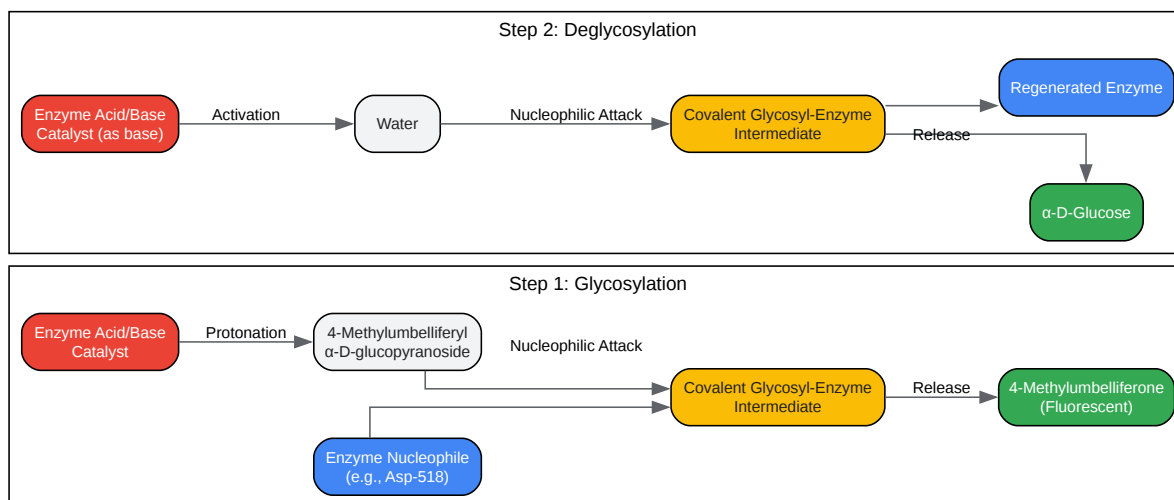 Step 2: Deglycosylation
Enzyme Acid/Base
Catalyst (as base)
Activation
Water
Nucleophilic Attack
Covalent Glycosyl-Enzyme
Intermediate
Regenerated Enzyme
Release
α-D-Glucose
Step 1: Glycosylation
Enzyme Acid/Base
Catalyst
Protonation
4-Methylumbelliferyl
α-D-glucopyranoside
Nucleophilic Attack
Covalent Glycosyl-Enzyme
Intermediate
Release
4-Methylumbelliferone
(Fluorescent)
Enzyme Nucleophile
(e.g., Asp-518)